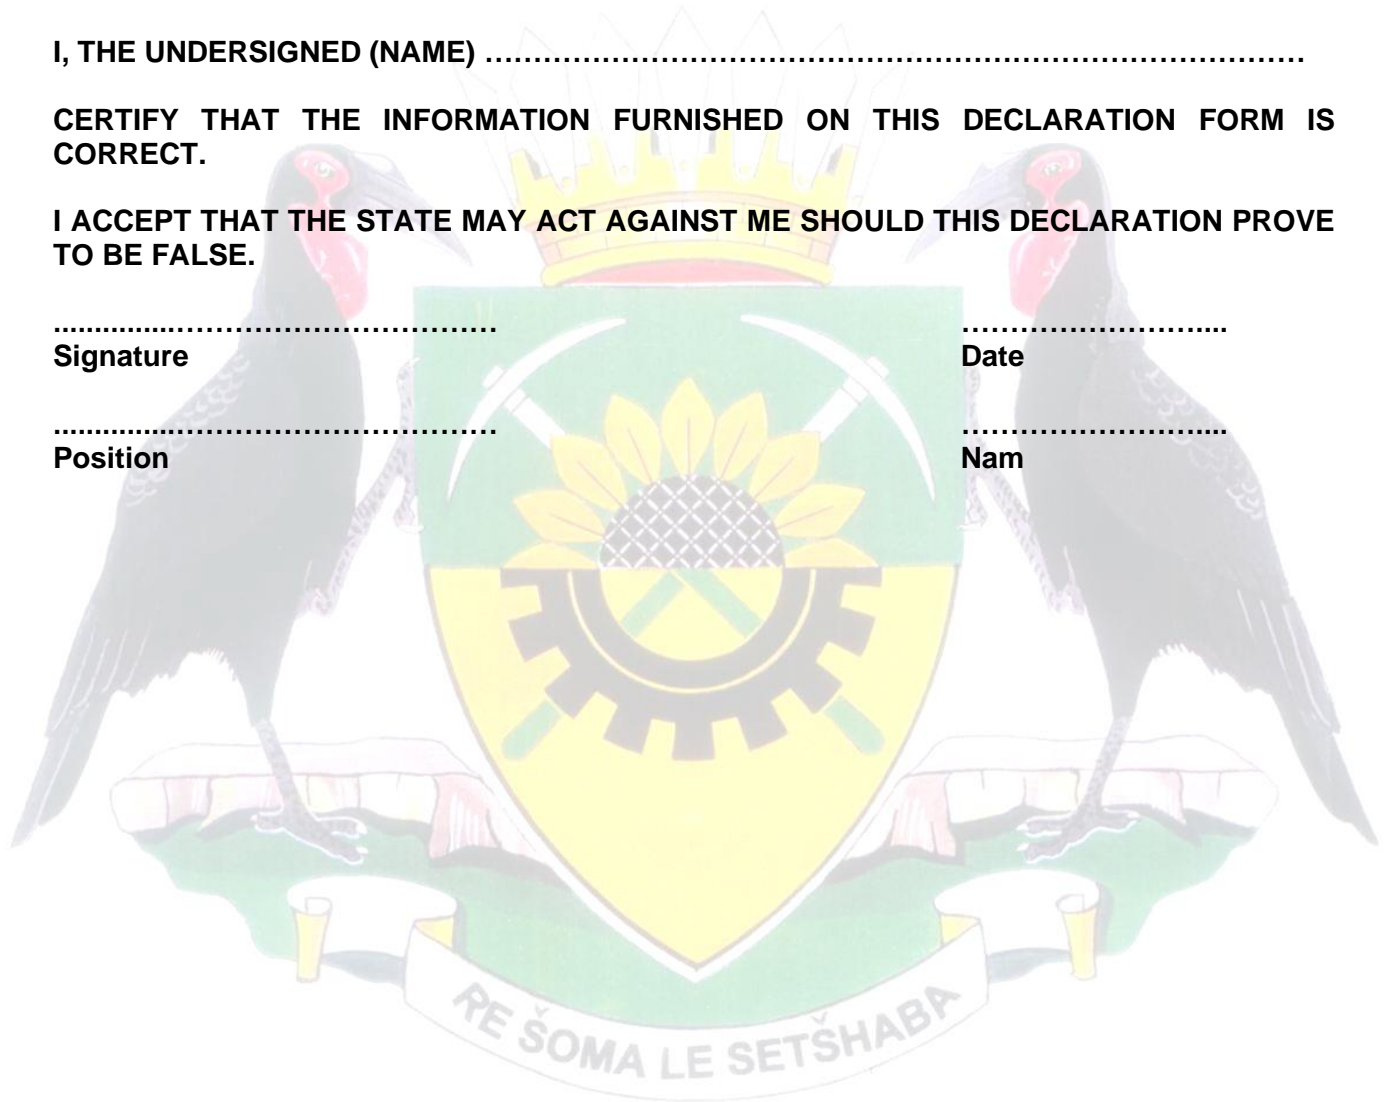 I, THE UNDERSIGNED (NAME) ……………………………………………………………………………
CERTIFY THAT THE INFORMATION FURNISHED ON THIS DECLARATION FORM IS
CORRECT.
I ACCEPT THAT THE STATE MAY ACT AGAINST ME SHOULD THIS DECLARATION PROVE
TO BE FALSE.
...............…………………………… ……………………....
Signature Date
...............…………………………… ……………………....
Position Nam
RE ŠOMA LE SETŠHABA